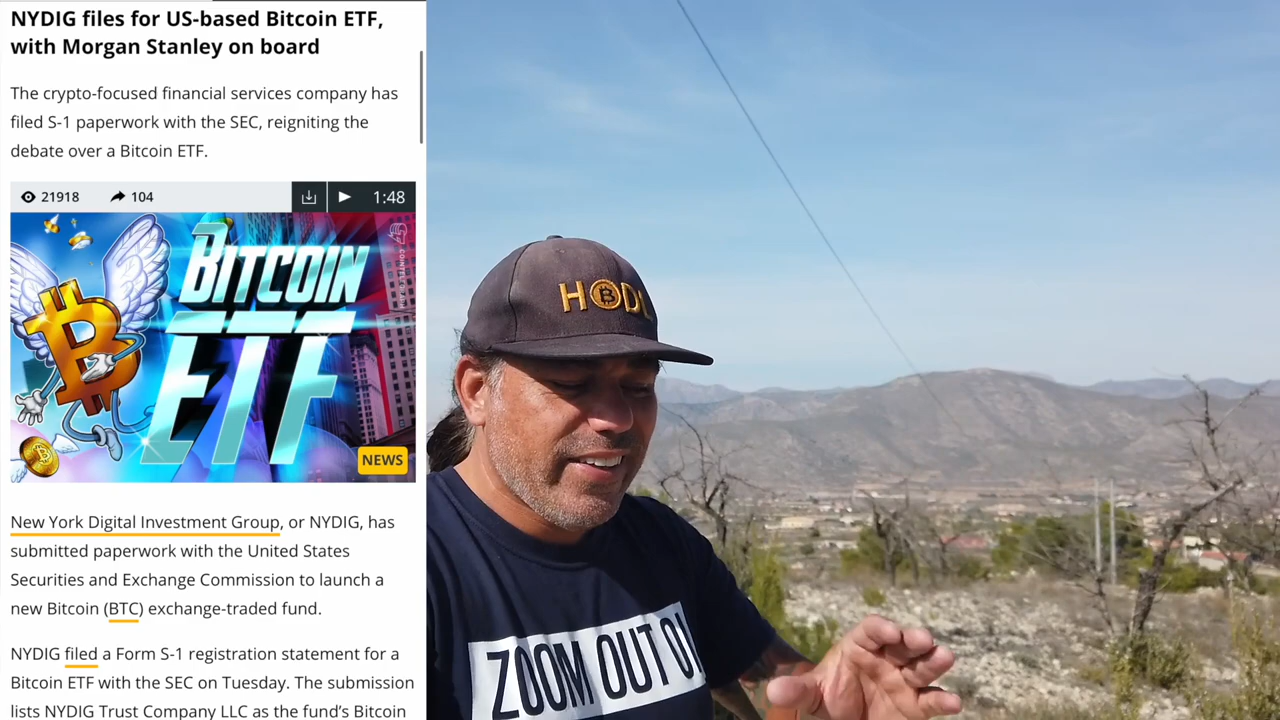 NYDIG files for US-based Bitcoin ETF,
with Morgan Stanley on board
The crypto-focused financial services company has
filed S-1 paperwork with the SEC, reigniting the
debate over a Bitcoin ETF.
21918 104 1:48
BITCOIN
ETF
COINTELEGRAPH
NEWS
New York Digital Investment Group, or NYDIG, has
submitted paperwork with the United States
Securities and Exchange Commission to launch a
new Bitcoin (BTC) exchange-traded fund.
NYDIG filed a Form S-1 registration statement for a
Bitcoin ETF with the SEC on Tuesday. The submission
lists NYDIG Trust Company LLC as the fund's Bitcoin
HODL
ZOOM OUT